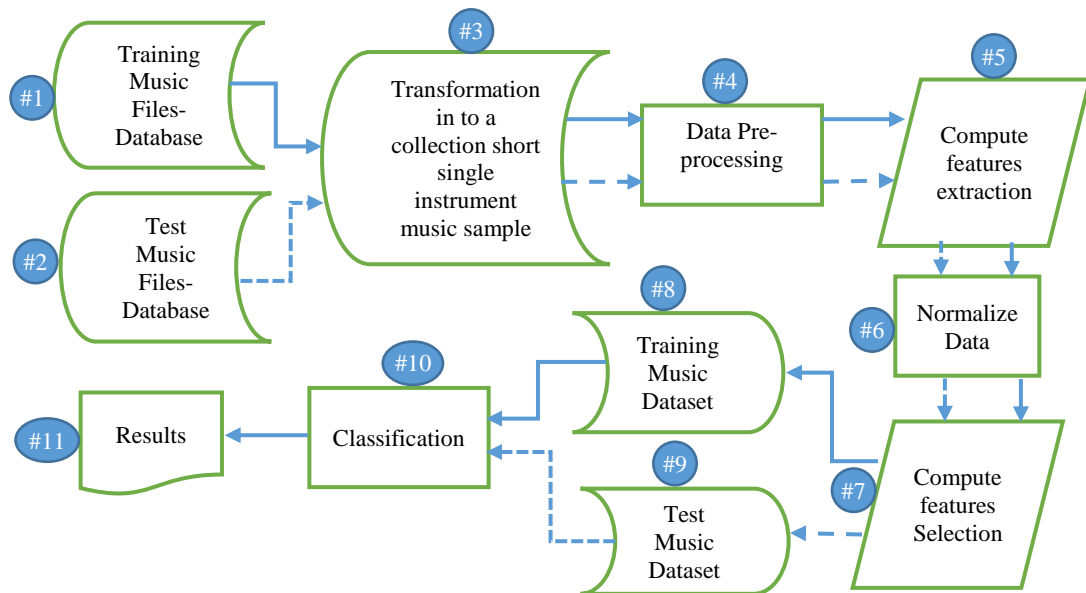 #1
Training
Music
Files-
Database
#2
Test
Music
Files-
Database
#3
Transformation
in to a
collection short
single
instrument
music sample
#4
Data Pre-
processing
#5
Compute
features
extraction
#6
Normalize
Data
#7
Compute
features
Selection
#8
Training
Music
Dataset
#9
Test
Music
Dataset
#10
Classification
#11
Results